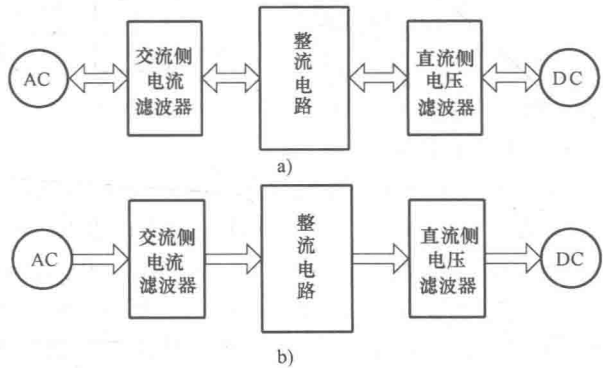 AC
交流侧
电流
滤波器
整
流
电
路
直流侧
电压
滤波器
DC
a)
AC
交流侧
电流
滤波器
整
流
电
路
直流侧
电压
滤波器
DC
b)